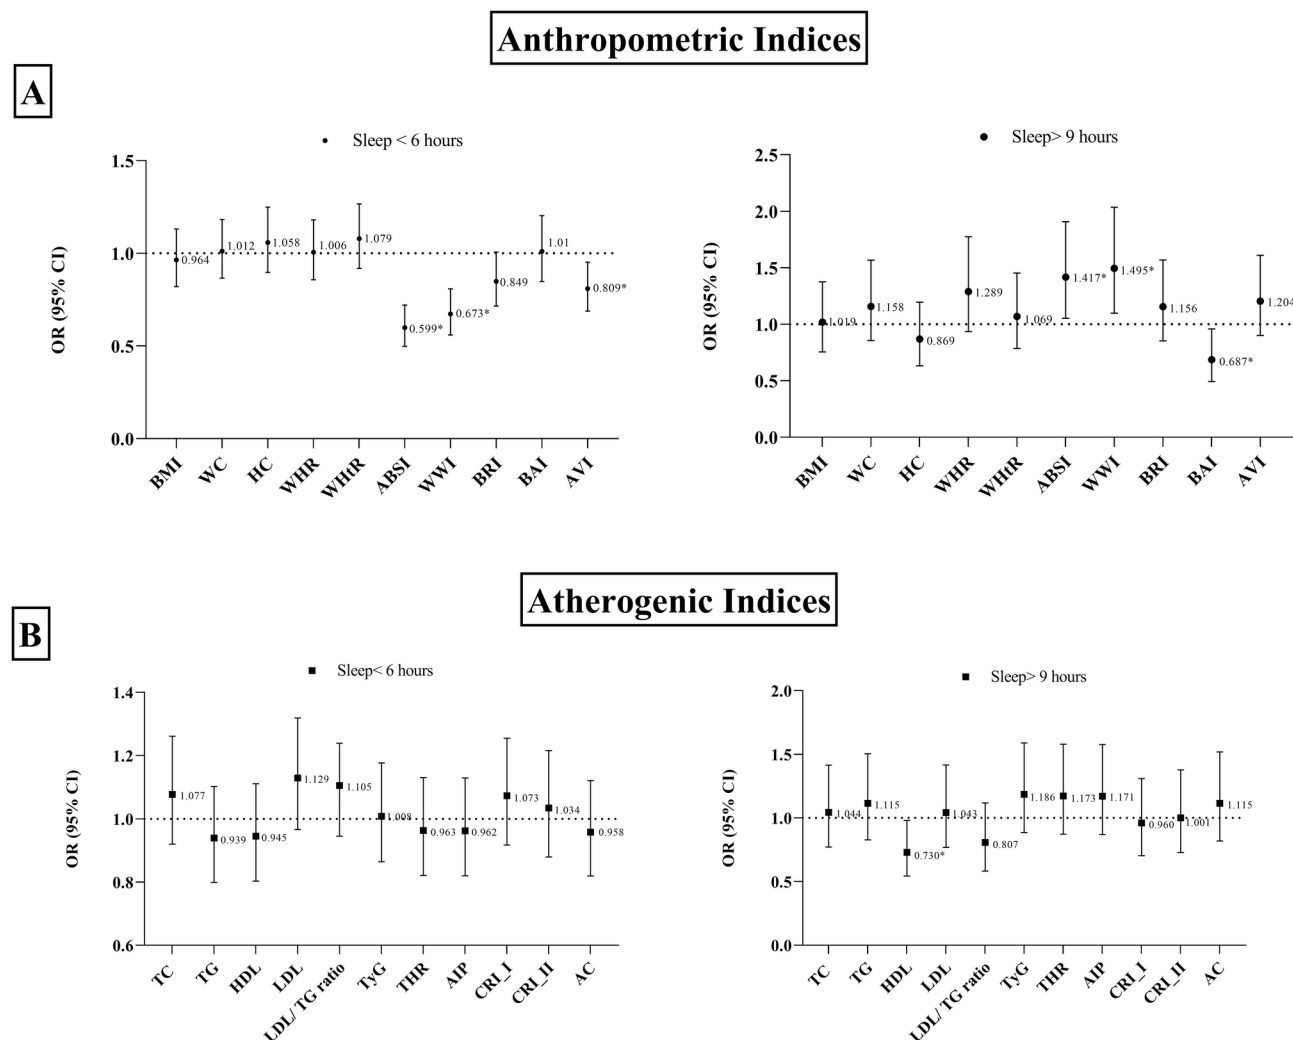 Anthropometric Indices
A
Sleep < 6 hours
OR (95% CI)
1.5
1.0
0.5
0.0
0.964
1.012
1.058
1.006
1.079
0.599*
0.673*
0.849
1.01
0.809*
BMI
WC
HC
WHR
WHtR
ABSI
WWI
BRI
BAI
AVI
Sleep> 9 hours
OR (95% CI)
2.5
2.0
1.5
1.0
0.5
0.0
1.019
1.158
0.869
1.289
1.069
1.417*
1.495*
1.156
0.687*
1.204
BMI
WC
HC
WHR
WHtR
ABSI
WWI
BRI
BAI
AVI
Atherogenic Indices
B
Sleep< 6 hours
OR (95% CI)
1.4
1.2
1.0
0.8
0.6
1.077
0.939
0.945
1.129
1.105
1.008
0.963
0.962
1.073
1.034
0.958
TC
TG
HDL
LDL
LDL/ TG ratio
TyG
THR
AIP
CRI_I
CRI_II
AC
Sleep> 9 hours
OR (95% CI)
2.0
1.5
1.0
0.5
0.0
1.044
1.115
0.730*
1.043
0.807
1.186
1.173
1.171
0.960
1.001
1.115
TC
TG
HDL
LDL
LDL/ TG ratio
TyG
THR
AIP
CRI_I
CRI_II
AC